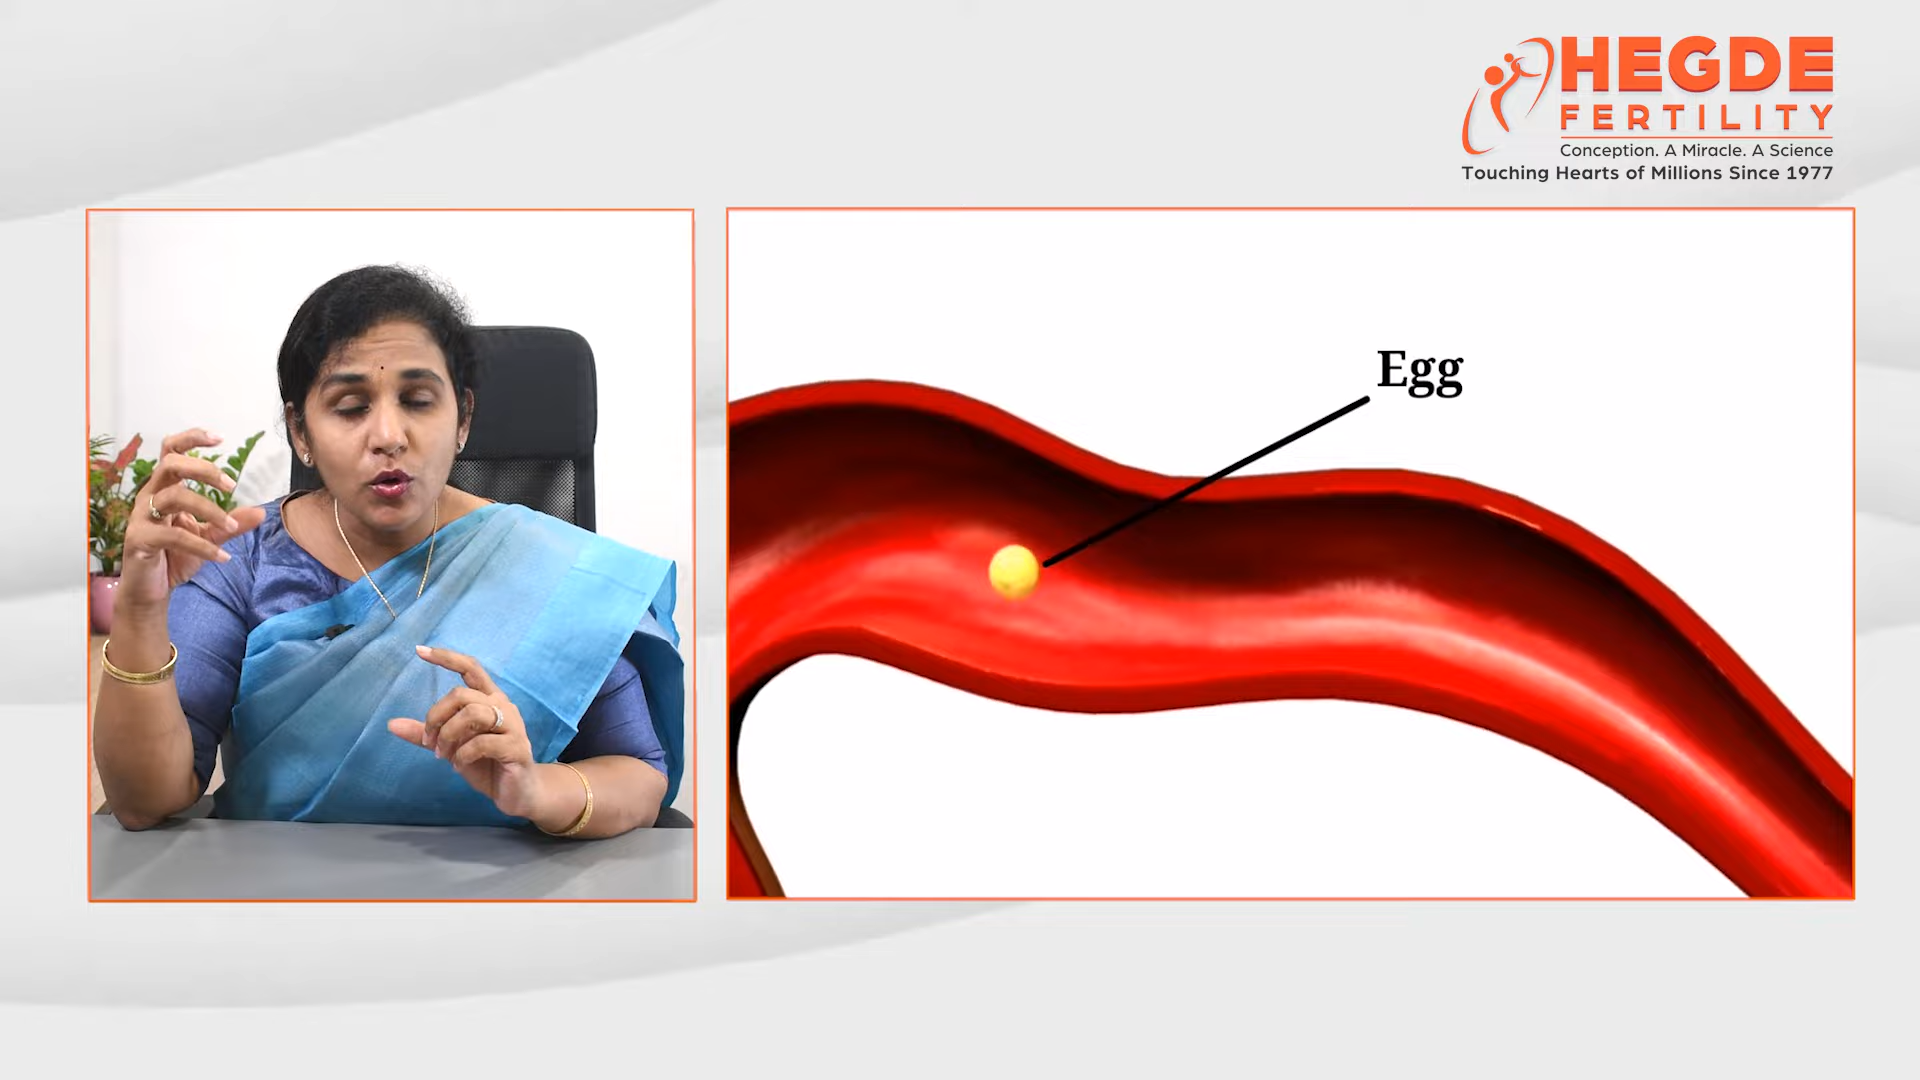 HEGDE
FERTILITY
Conception. A Miracle. A Science
Touching Hearts of Millions Since 1977
Egg